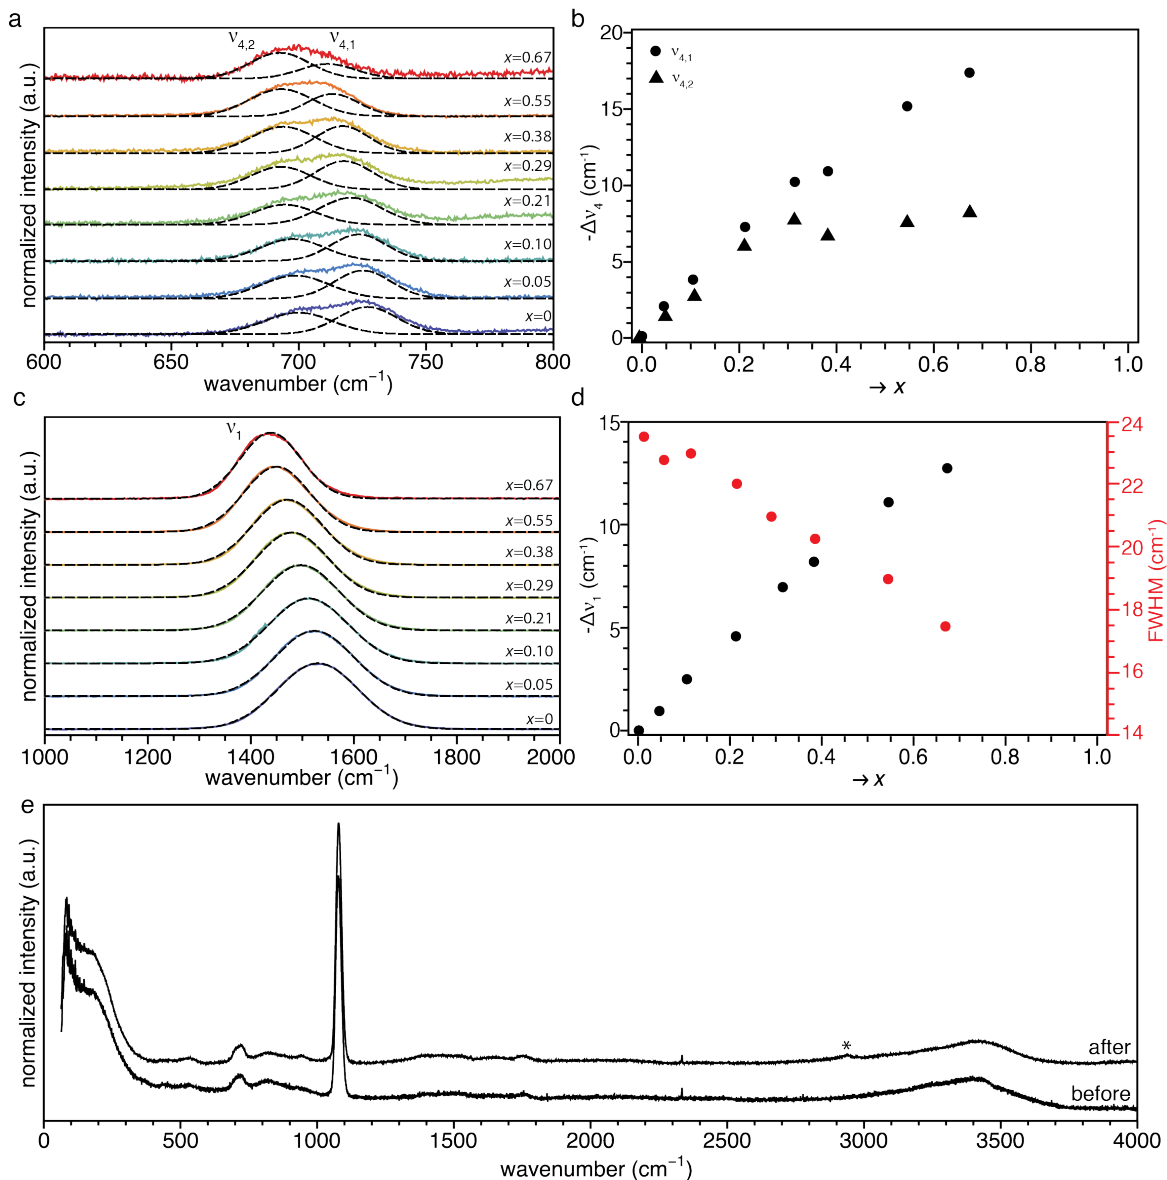 a
ν4,2
ν4,1
x=0.67
x=0.55
x=0.38
x=0.29
x=0.21
x=0.10
x=0.05
x=0
normalized intensity (a.u.)
600
650
700
750
800
wavenumber (cm⁻¹)
b
20
15
10
5
0
-Δν4 (cm⁻¹)
ν4,1
ν4,2
0.0
0.2
0.4
0.6
0.8
1.0
→ x
c
ν1
x=0.67
x=0.55
x=0.38
x=0.29
x=0.21
x=0.10
x=0.05
x=0
normalized intensity (a.u.)
1000
1200
1400
1600
1800
2000
wavenumber (cm⁻¹)
d
15
10
5
0
-Δν1 (cm⁻¹)
24
22
20
18
16
14
FWHM (cm⁻¹)
0.0
0.2
0.4
0.6
0.8
1.0
→ x
e
normalized intensity (a.u.)
*
after
before
0
500
1000
1500
2000
2500
3000
3500
4000
wavenumber (cm⁻¹)